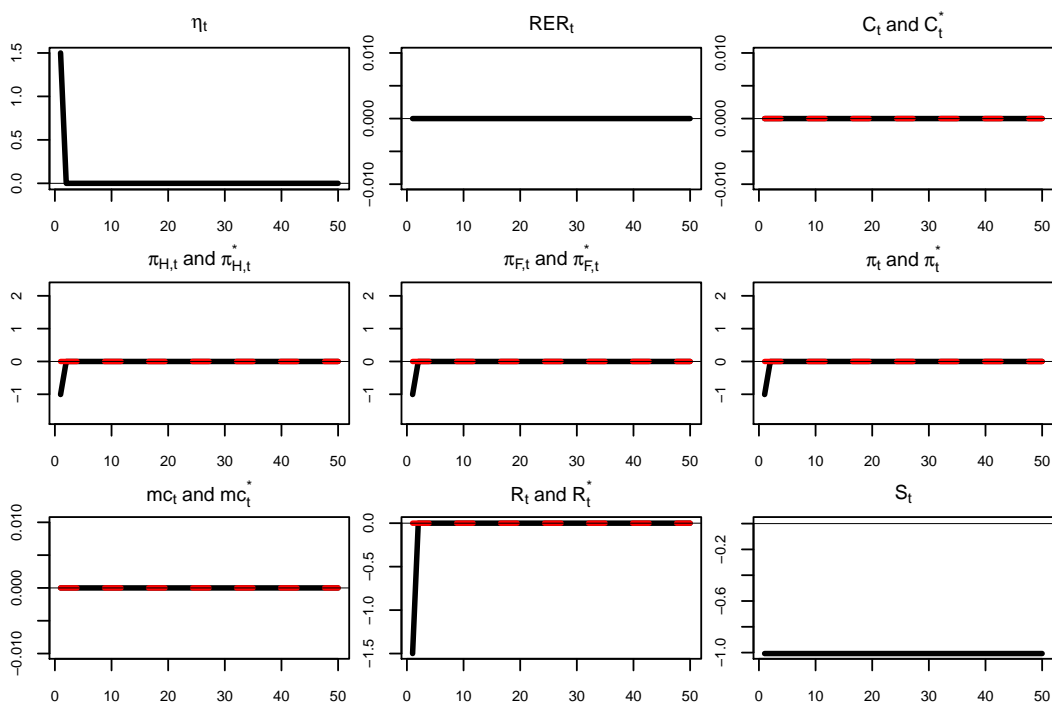 η_t RER_t C_t and C_t^*
0.0 0.5 1.0 1.5
−0.010 0.000 0.010
−0.010 0.000 0.010
0 10 20 30 40 50
0 10 20 30 40 50
0 10 20 30 40 50
π_{H,t} and π_{H,t}^* π_{F,t} and π_{F,t}^* π_t and π_t^*
−1 0 1 2
−1 0 1 2
−1 0 1 2
0 10 20 30 40 50
0 10 20 30 40 50
0 10 20 30 40 50
mc_t and mc_t^* R_t and R_t^* S_t
−0.010 0.000 0.010
−1.5 −1.0 −0.5 0.0
−1.0 −0.6 −0.2
0 10 20 30 40 50
0 10 20 30 40 50
0 10 20 30 40 50